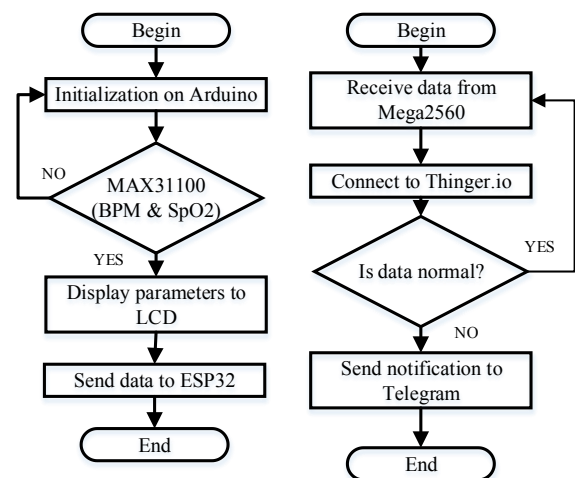 Begin
Initialization on Arduino
NO
MAX31100
(BPM & SpO2)
YES
Display parameters to
LCD
Send data to ESP32
End
Begin
Receive data from
Mega2560
Connect to Thinger.io
YES
Is data normal?
NO
Send notification to
Telegram
End